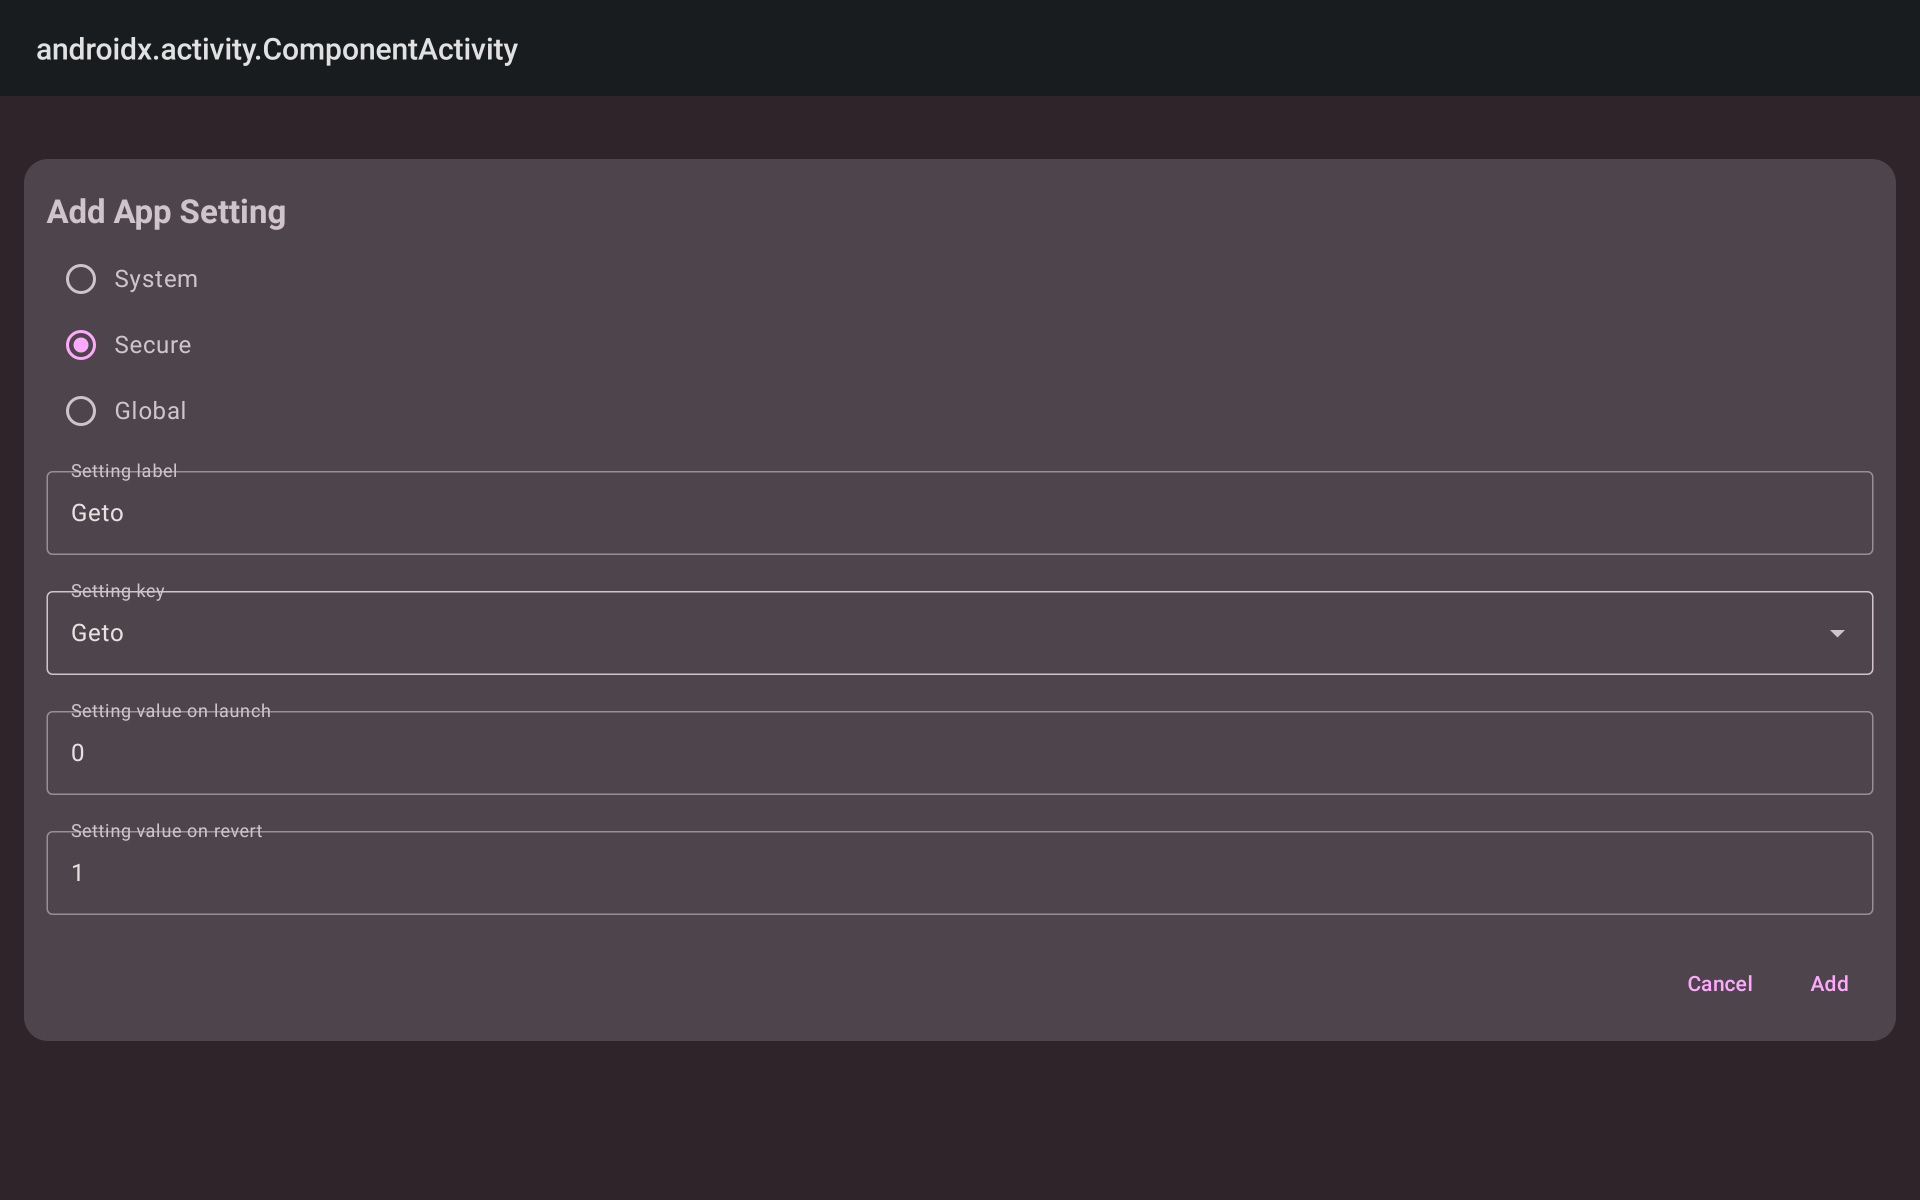 androidx.activity.ComponentActivity
Add App Setting
System
Secure
Global
Setting label
Geto
Setting key
Geto
Setting value on launch
0
Setting value on revert
1
Cancel Add